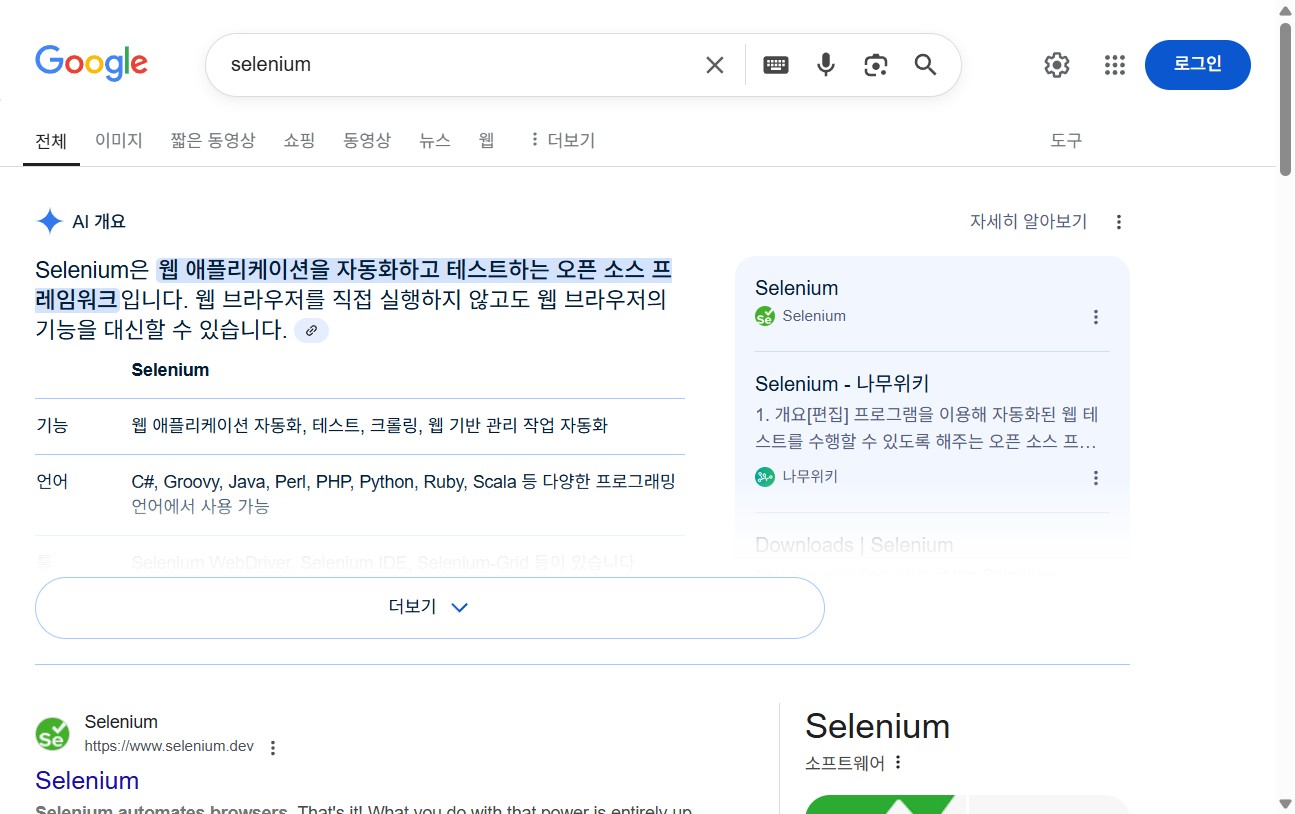 Google
selenium
로그인
전체 이미지 짧은 동영상 쇼핑 동영상 뉴스 웹 더보기 도구
AI 개요
자세히 알아보기
Selenium은 웹 애플리케이션을 자동화하고 테스트하는 오픈 소스 프
레임워크입니다. 웹 브라우저를 직접 실행하지 않고도 웹 브라우저의
기능을 대신할 수 있습니다.
Selenium
기능 웹 애플리케이션 자동화, 테스트, 크롤링, 웹 기반 관리 작업 자동화
언어 C#, Groovy, Java, Perl, PHP, Python, Ruby, Scala 등 다양한 프로그래밍
언어에서 사용 가능
툴 Selenium WebDriver, Selenium IDE, Selenium-Grid 등이 있습니다
Selenium
Selenium
Selenium - 나무위키
1. 개요[편집] 프로그램을 이용해 자동화된 웹 테
스트를 수행할 수 있도록 해주는 오픈 소스 프…
나무위키
Downloads | Selenium
더보기
Se
Selenium
https://www.selenium.dev
Selenium
Selenium automates browsers. That's it! What you do with that power is entirely up
Selenium
소프트웨어